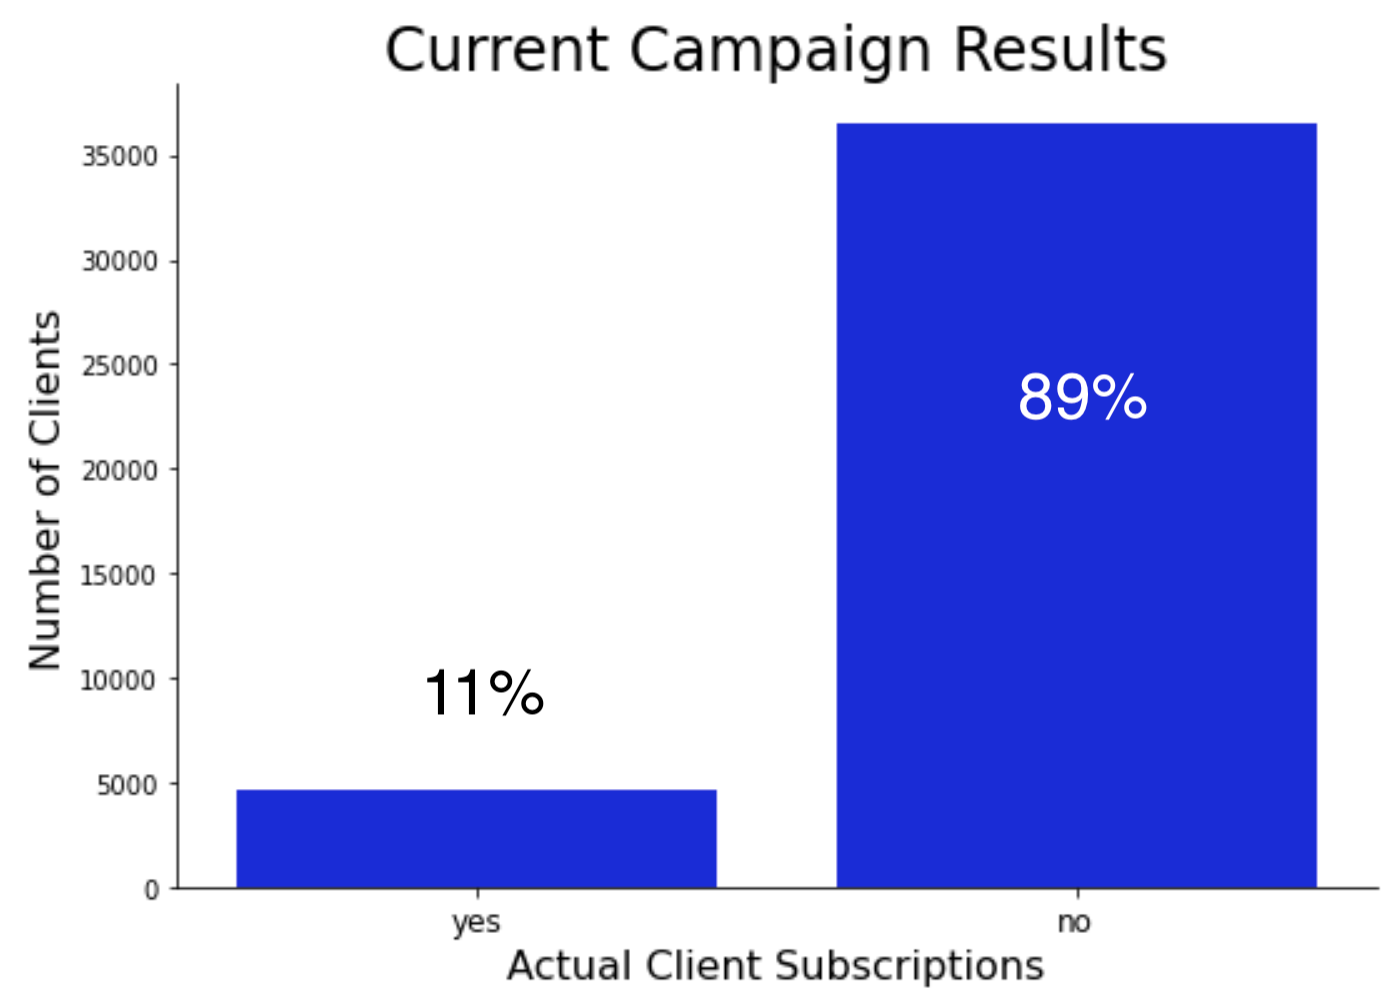 Current Campaign Results
Number of Clients
35000
30000
25000
20000
15000
10000
5000
0
11%
89%
yes
no
Actual Client Subscriptions